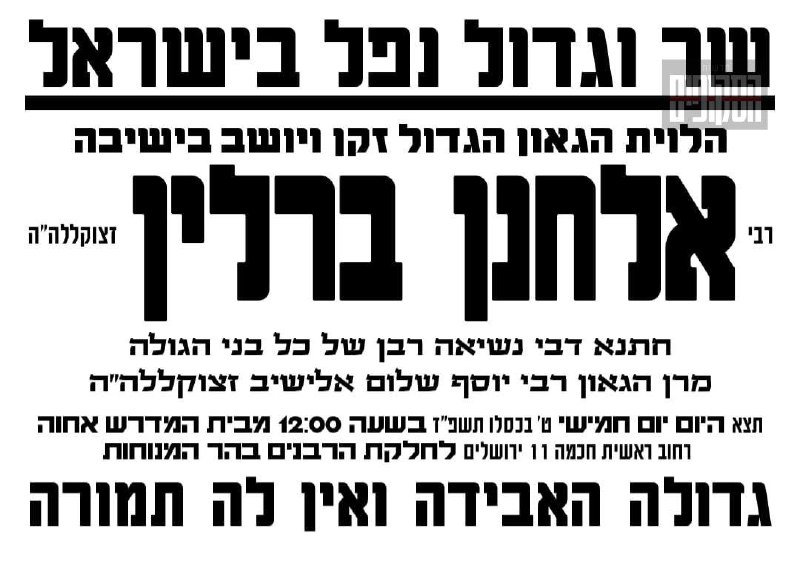 שר וגדול נפל בישראל
הלוית הגאון הגדול זקן ויושב בישיבה
רבי אלחנן ברלין זצוקללה"ה
חתנא דבי נשיאה רבן של כל בני הגולה
מרן הגאון רבי יוסף שלום אלישיב זצוקללה"ה
תצא היום יום חמישי ט' בכסלו תשפ"ז בשעה 12:00 מבית המדרש אחוה
רחוב ראשית חכמה 11 ירושלים לחלקת הרבנים בהר המנוחות
גדולה האבידה ואין לה תמורה